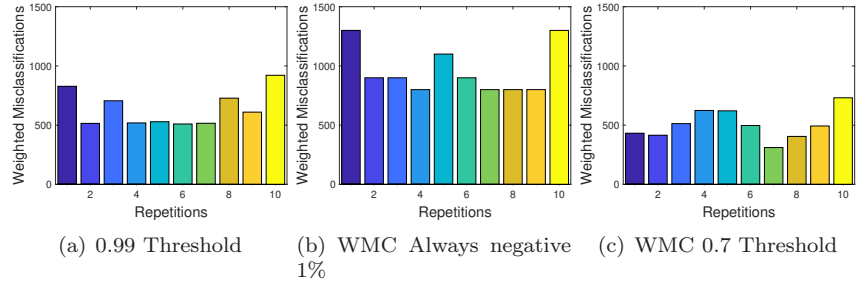 1500
1000
500
0
Weighted Misclassifications
2 4 6 8 10
Repetitions
(a) 0.99 Threshold
1500
1000
500
0
Weighted Misclassifications
2 4 6 8 10
Repetitions
(b) WMC Always negative
1%
1500
1000
500
0
Weighted Misclassifications
2 4 6 8 10
Repetitions
(c) WMC 0.7 Threshold